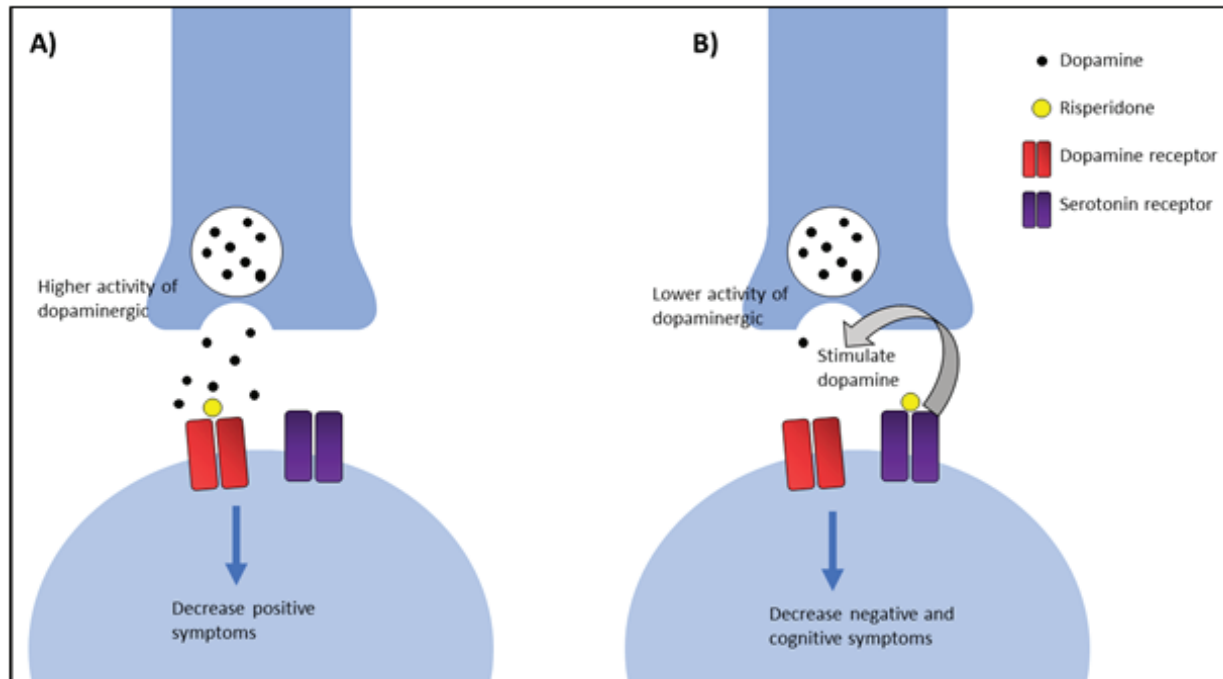 A)
Higher activity of
dopaminergic
Decrease positive
symptoms
B)
Lower activity of
dopaminergic
Stimulate
dopamine
Decrease negative and
cognitive symptoms
Dopamine
Risperidone
Dopamine receptor
Serotonin receptor